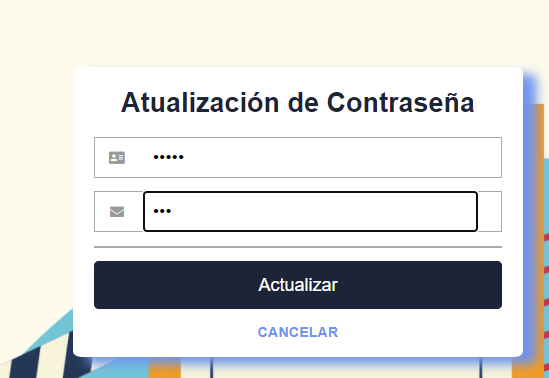 Atualización de Contraseña
•••••
•••
Actualizar
CANCELAR